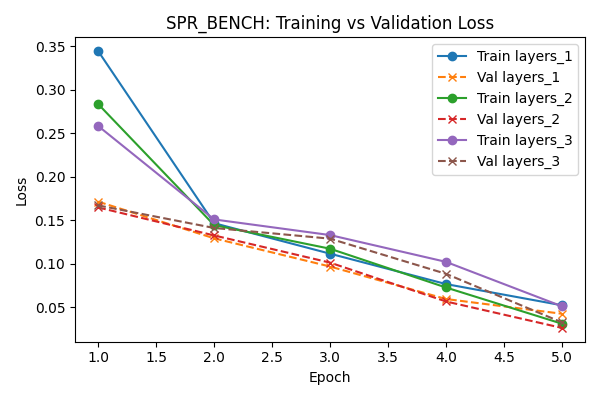 SPR_BENCH: Training vs Validation Loss
Loss
0.35
0.30
0.25
0.20
0.15
0.10
0.05
Train layers_1
Val layers_1
Train layers_2
Val layers_2
Train layers_3
Val layers_3
1.0 1.5 2.0 2.5 3.0 3.5 4.0 4.5 5.0
Epoch